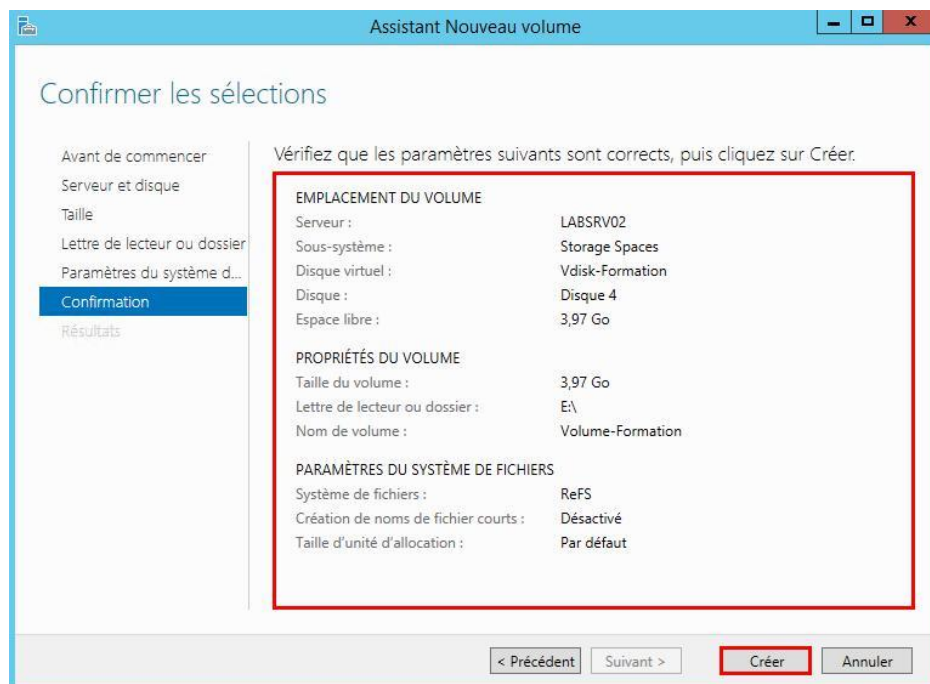 Assistant Nouveau volume
Confirmer les sélections
Avant de commencer
Serveur et disque
Taille
Lettre de lecteur ou dossier
Paramètres du système d...
Confirmation
Résultats
Vérifiez que les paramètres suivants sont corrects, puis cliquez sur Créer.
EMPLACEMENT DU VOLUME
Serveur : LABSRV02
Sous-système : Storage Spaces
Disque virtuel : Vdisk-Formation
Disque : Disque 4
Espace libre : 3,97 Go
PROPRIÉTÉS DU VOLUME
Taille du volume : 3,97 Go
Lettre de lecteur ou dossier : E:\
Nom de volume : Volume-Formation
PARAMÈTRES DU SYSTÈME DE FICHIERS
Système de fichiers : ReFS
Création de noms de fichier courts : Désactivé
Taille d'unité d'allocation : Par défaut
< Précédent Suivant > Créer Annuler